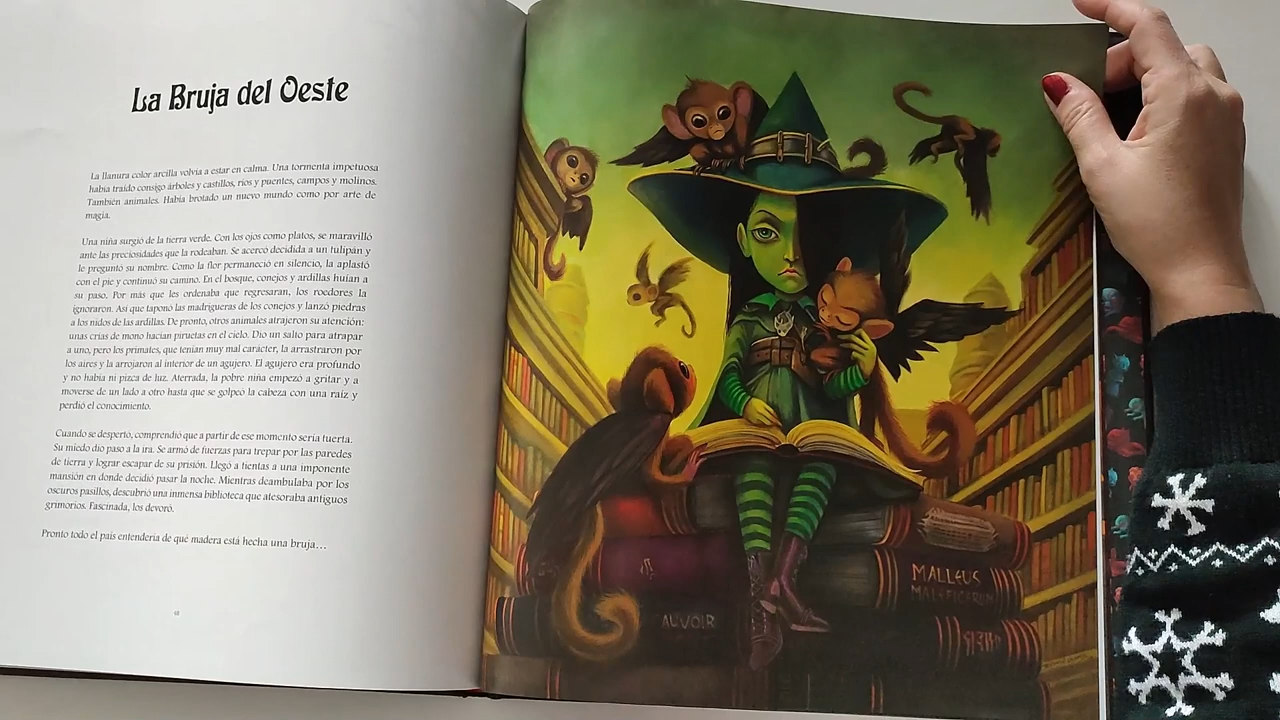 La Bruja del Oeste
La llanura color arcilla volvía a estar en calma. Una tormenta impetuosa
había traído consigo árboles y castillos, ríos y puentes, campos y molinos.
También animales. Había brotado un nuevo mundo como por arte de
magia.
Una niña surgió de la tierra verde. Con los ojos como platos, se maravilló
ante las preciosidades que la rodeaban. Se acercó decidida a un tulipán y
le preguntó su nombre. Como la flor permaneció en silencio, la aplastó
con el pie y continuó su camino. En el bosque, conejos y ardillas huían a
su paso. Por más que les ordenaba que regresaran, los roedores la
ignoraron. Así que taponó las madrigueras de los conejos y lanzó piedras
a los nidos de las ardillas. De pronto, otros animales atrajeron su atención:
unas crías de mono hacían piruetas en el cielo. Dio un salto para atrapar
a uno, pero los primates, que tenían muy mal carácter, la arrastraron por
los aires y la arrojaron al interior de un agujero. El agujero era profundo
y no había ni pizca de luz. Aterrada, la pobre niña empezó a gritar y a
moverse de un lado a otro hasta que se golpeó la cabeza con una raíz y
perdió el conocimiento.
Cuando se despertó, comprendió que a partir de ese momento sería tuerta.
Su miedo dio paso a la ira. Se armó de fuerzas para trepar por las paredes
de tierra y lograr escapar de su prisión. Llegó a tientas a una imponente
mansión en donde decidió pasar la noche. Mientras deambulaba por los
oscuros pasillos, descubrió una inmensa biblioteca que atesoraba antiguos
grimorios. Fascinada, los devoró.
Pronto todo el país entendería de qué madera está hecha una bruja...
MALLEUS
MALEFICARUM
AUVOIR